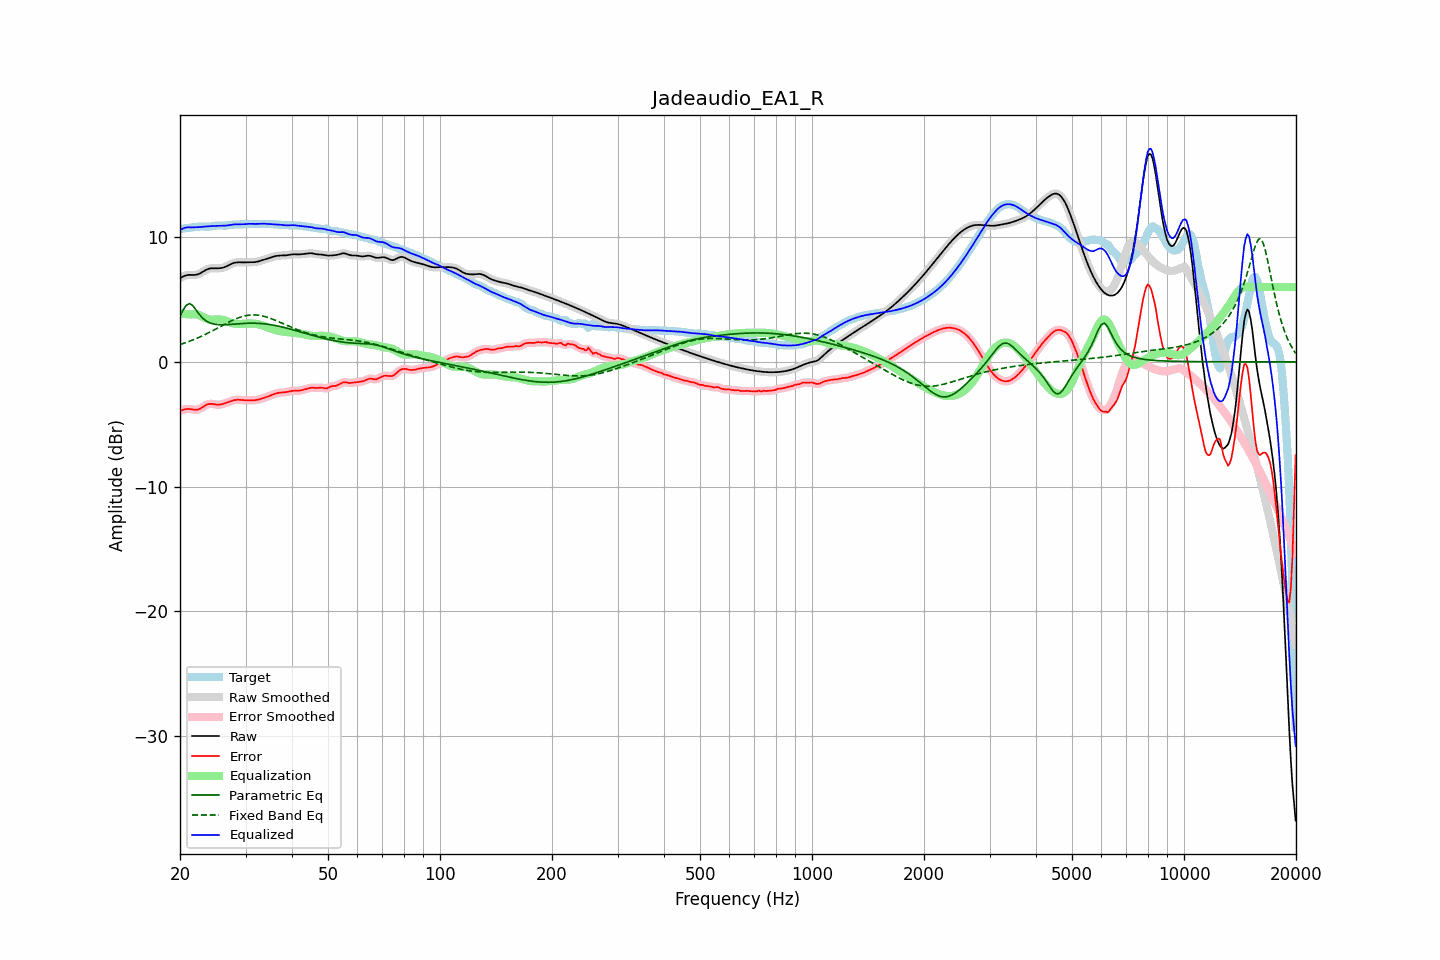 Jadeaudio_EA1_R
Amplitude (dBr)
10
0
−10
−20
−30
Target
Raw Smoothed
Error Smoothed
Raw
Error
Equalization
Parametric Eq
Fixed Band Eq
Equalized
20 50 100 200 500 1000 2000 5000 10000 20000
Frequency (Hz)